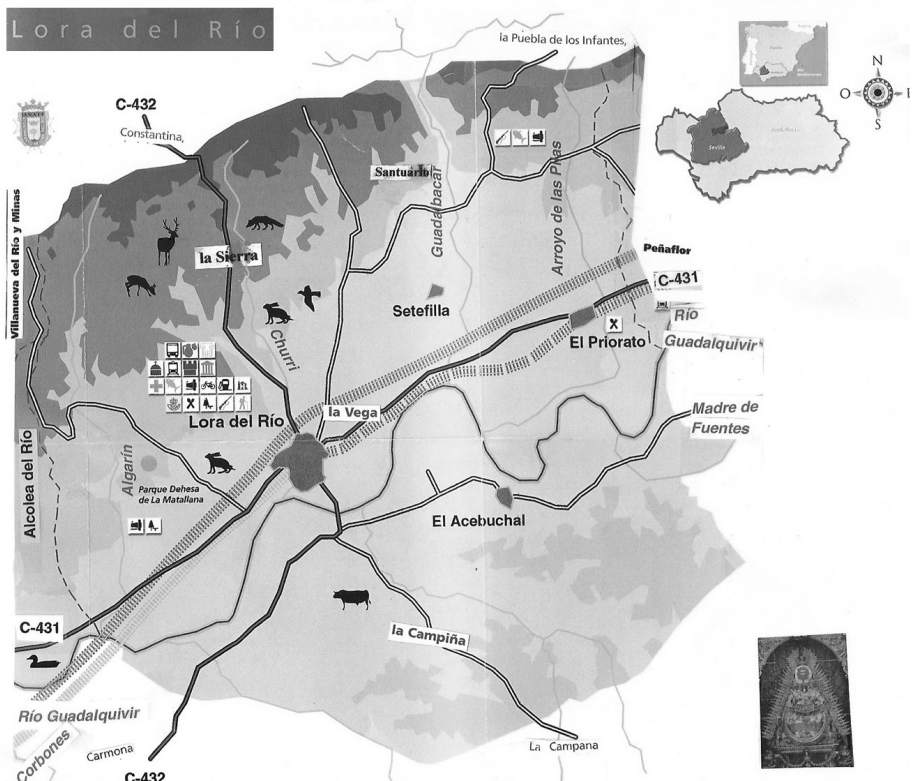 Lora del Río
la Puebla de los Infantes,
N
O
E
S
C-432
Constantina,
Sevilla
Santuario
Guadalbacar
Arroyo de las Pilas
Villanueva del Río y Minas
la Sierra
Peñaflor
C-431
Setefilla
Río
Guadalquivir
El Priorato
Churri
la Vega
Lora del Río
Madre de
Fuentes
Alcolea del Río
Algarín
Parque Dehesa
de La Matallana
El Acebuchal
C-431
la Campiña
Río Guadalquivir
Corbones
Carmona
C-432
La Campana